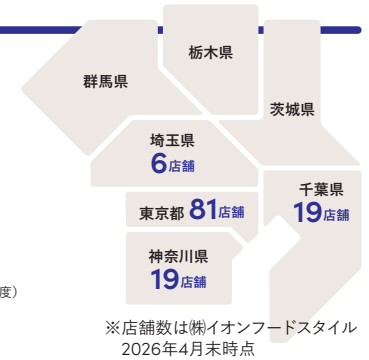 栃木県
群馬県
茨城県
埼玉県
6店舗
千葉県
19店舗
東京都 81店舗
神奈川県
19店舗
度）
※店舗数は㈱イオンフードスタイル
2026年4月末時点